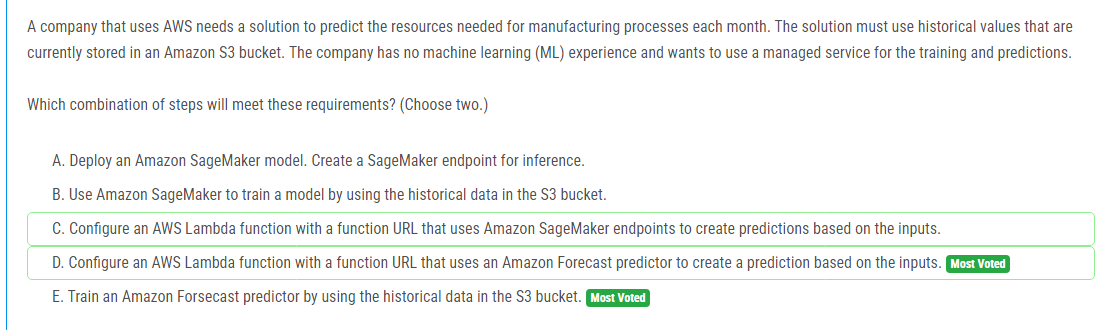 A company that uses AWS needs a solution to predict the resources needed for manufacturing processes each month. The solution must use historical values that are
currently stored in an Amazon S3 bucket. The company has no machine learning (ML) experience and wants to use a managed service for the training and predictions.
Which combination of steps will meet these requirements? (Choose two.)
A. Deploy an Amazon SageMaker model. Create a SageMaker endpoint for inference.
B. Use Amazon SageMaker to train a model by using the historical data in the S3 bucket.
C. Configure an AWS Lambda function with a function URL that uses Amazon SageMaker endpoints to create predictions based on the inputs.
D. Configure an AWS Lambda function with a function URL that uses an Amazon Forecast predictor to create a prediction based on the inputs. Most Voted
E. Train an Amazon Forsecast predictor by using the historical data in the S3 bucket. Most Voted